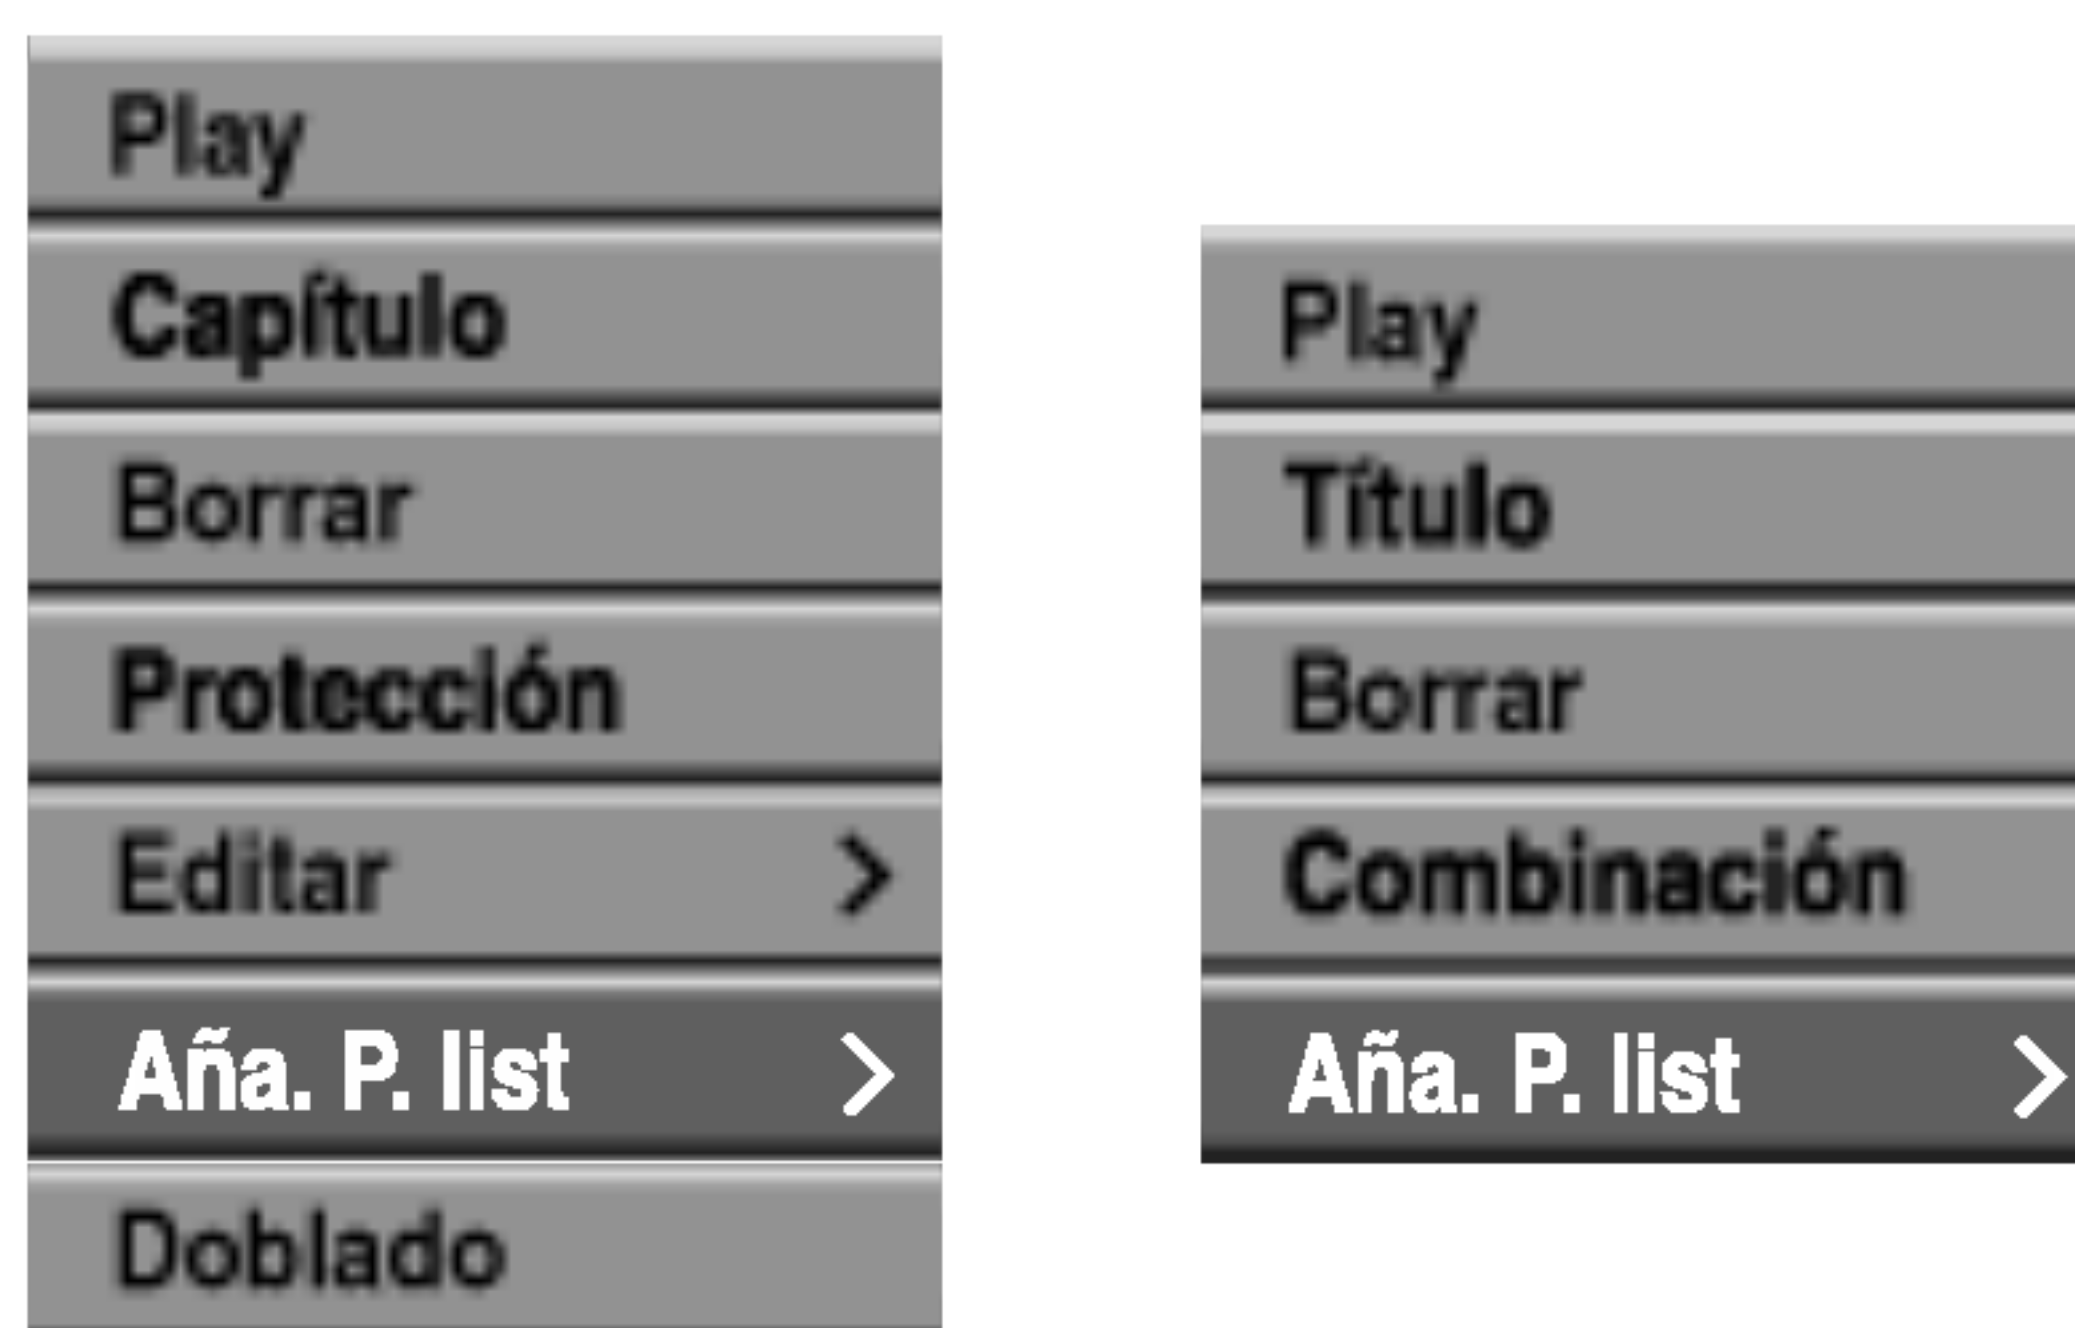 Play
Capítulo
Borrar
Protección
Editar >
Aña. P. list >
Doblado
Play
Título
Borrar
Combinación
Aña. P. list >